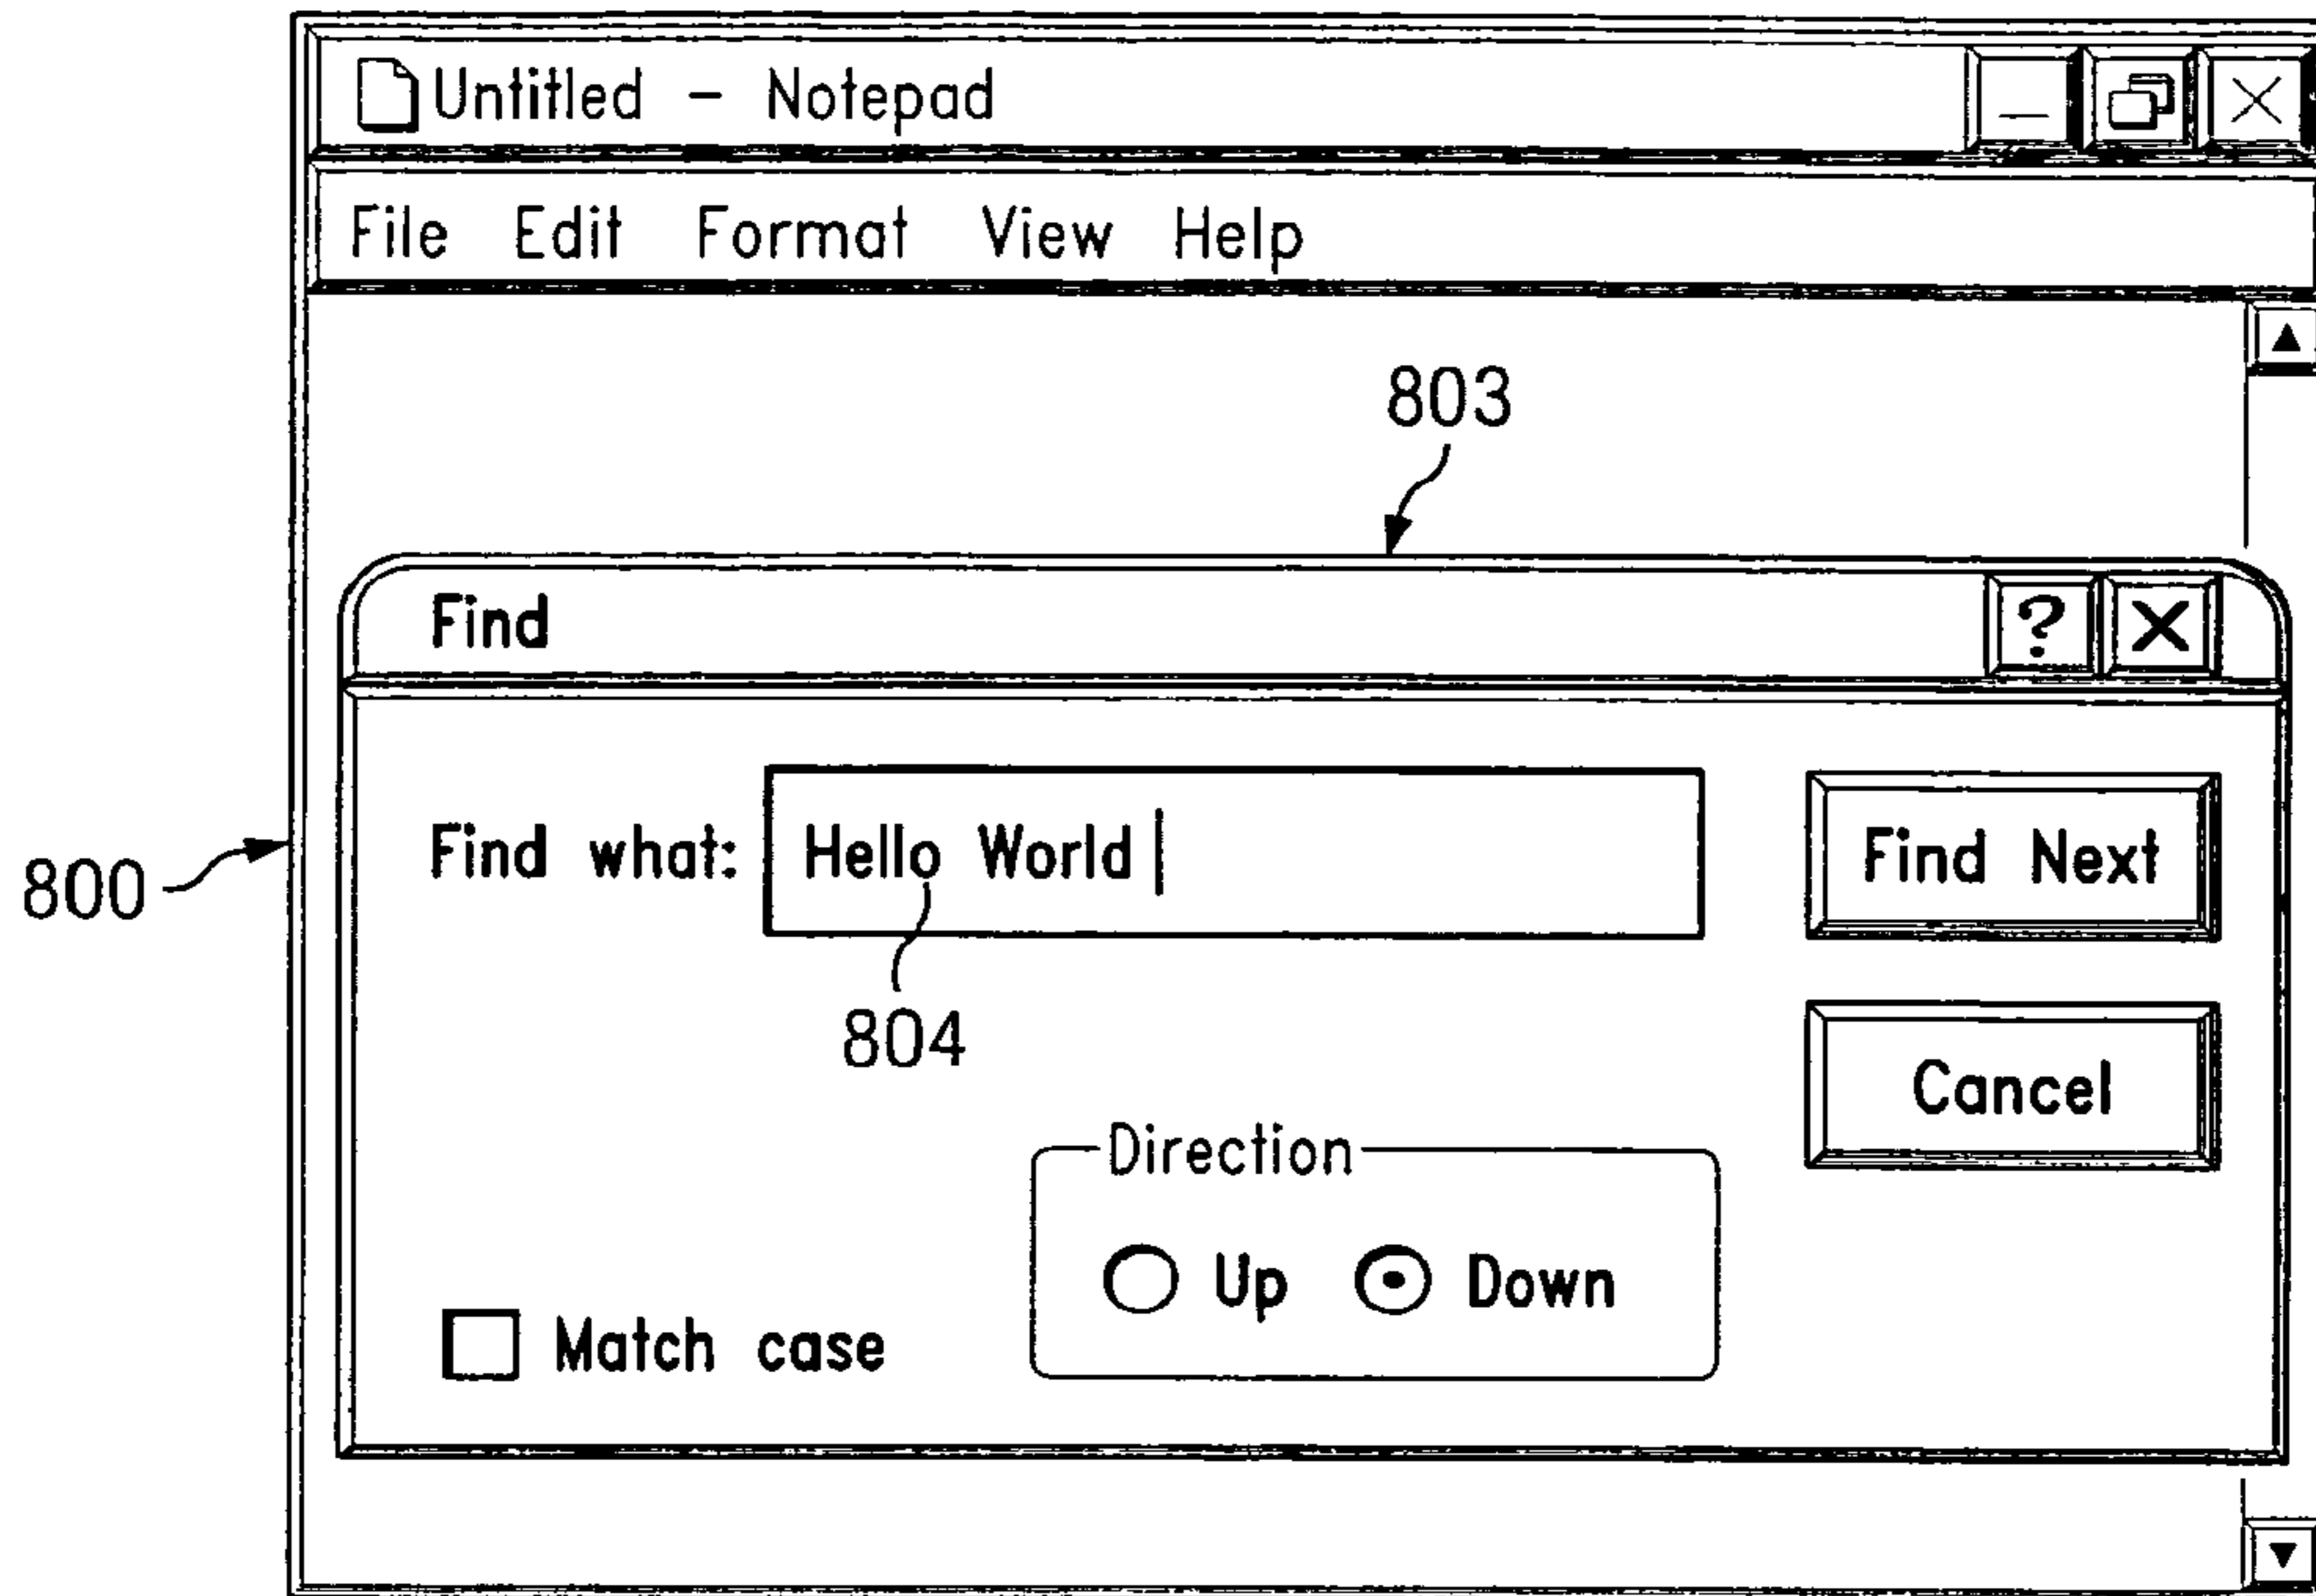 Untitled - Notepad
File Edit Format View Help
803
Find ? X
Find what: Hello World Find Next
800
804
Cancel
Direction
Up Down
Match case